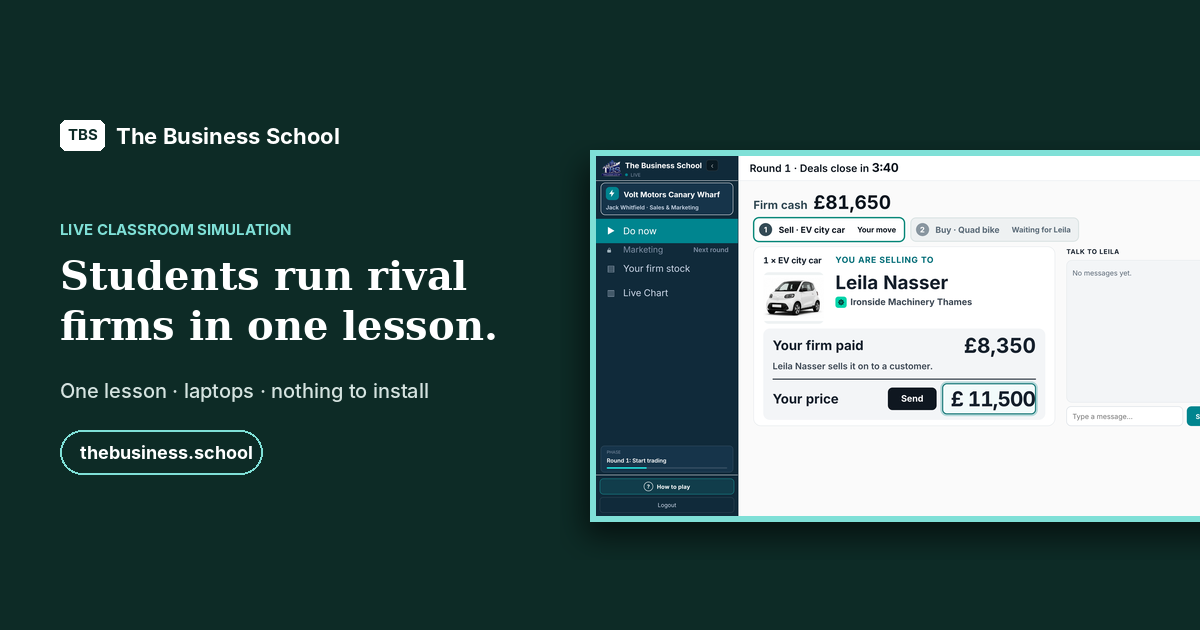 TBS The Business School
LIVE CLASSROOM SIMULATION
Students run rival
firms in one lesson.
One lesson · laptops · nothing to install
thebusiness.school
The Business School
LIVE
Volt Motors Canary Wharf
Jack Whitfield · Sales & Marketing
Do now
Marketing Next round
Your firm stock
Live Chart
PHASE
Round 1: Start trading
? How to play
Logout
Round 1 · Deals close in 3:40
Firm cash £81,650
1 Sell · EV city car Your move
2 Buy · Quad bike Waiting for Leila
1 × EV city car
YOU ARE SELLING TO
Leila Nasser
Ironside Machinery Thames
Your firm paid £8,350
Leila Nasser sells it on to a customer.
Your price Send £ 11,500
TALK TO LEILA
No messages yet.
Type a message... S